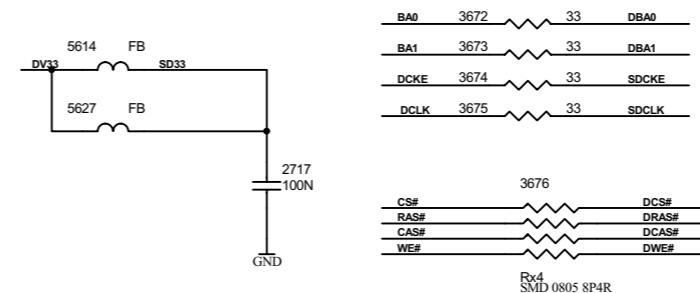 5614 FB
DV33 SD33
5627 FB
2717
100N
GND
BA0 3672 33 DBA0
BA1 3673 33 DBA1
DCKE 3674 33 SDCKE
DCLK 3675 33 SDCLK
3676
CS# DCS#
RAS# DRAS#
CAS# DCAS#
WE# DWE#
Rx4
SMD 0805 8P4R